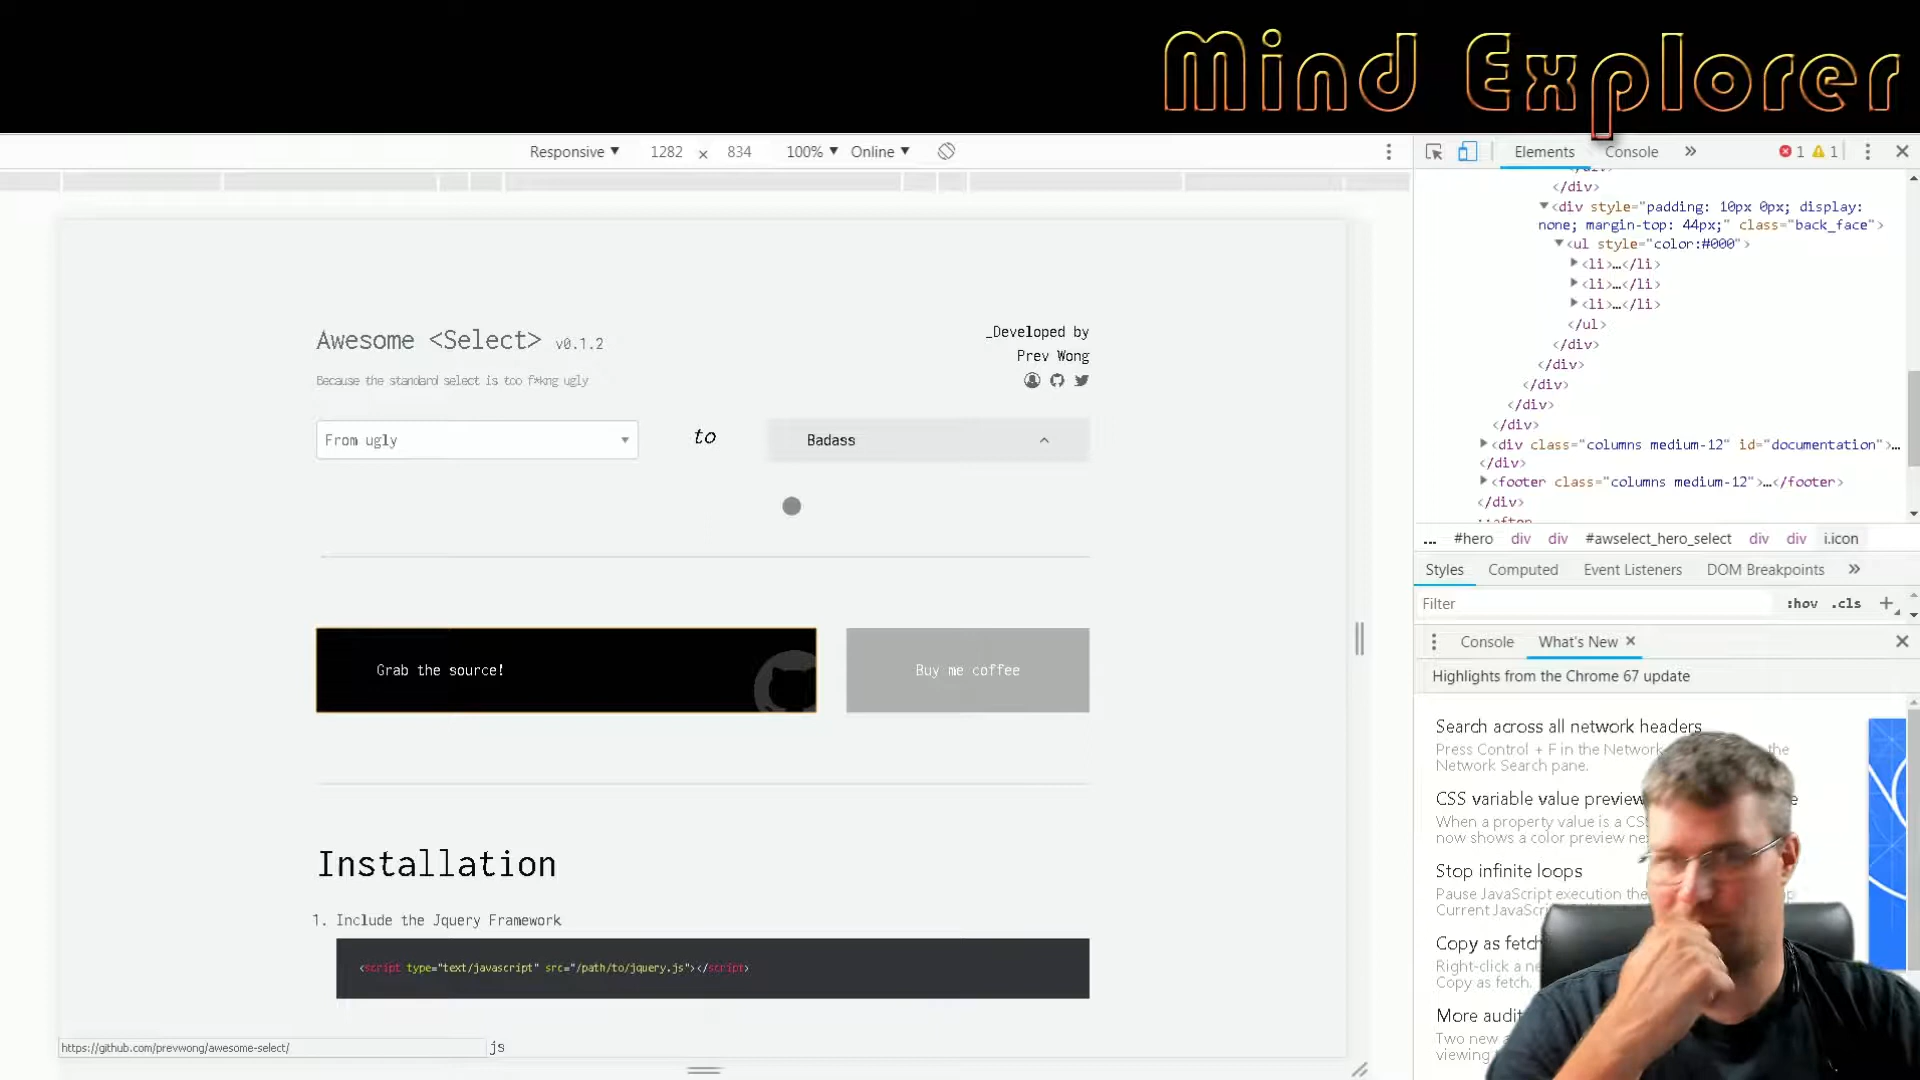 Mind Explorer
Responsive ▼ 1282 x 834 100% ▼ Online ▼
Elements Console » 1 1
</div>
<div style="padding: 10px 0px; display:
none; margin-top: 44px;" class="back_face">
<ul style="color:#000">
<li>…</li>
<li>…</li>
<li>…</li>
</ul>
</div>
</div>
</div>
</div>
</div>
<div class="columns medium-12" id="documentation">…
</div>
<footer class="columns medium-12">…</footer>
</div>
::after
... #hero div div #awselect_hero_select div div i.icon
Styles Computed Event Listeners DOM Breakpoints »
Filter :hov .cls +
Console What's New ×
Highlights from the Chrome 67 update
Search across all network headers
Press Control + F in the Network the
Network Search pane.
CSS variable value preview
When a property value is a CSS
now shows a color preview ne
Stop infinite loops
Pause JavaScript execution the
Current JavaScript
Copy as fetch
Right-click a ne
Copy as fetch.
More audit
Two new a
viewing
Awesome <Select> v0.1.2
Because the standard select is too f*kng ugly
_Developed by
Prev Wong
From ugly
to
Badass
Grab the source!
Buy me coffee
Installation
1. Include the Jquery Framework
<script type="text/javascript" src="/path/to/jquery.js"></script>
https://github.com/prevwong/awesome-select/
js